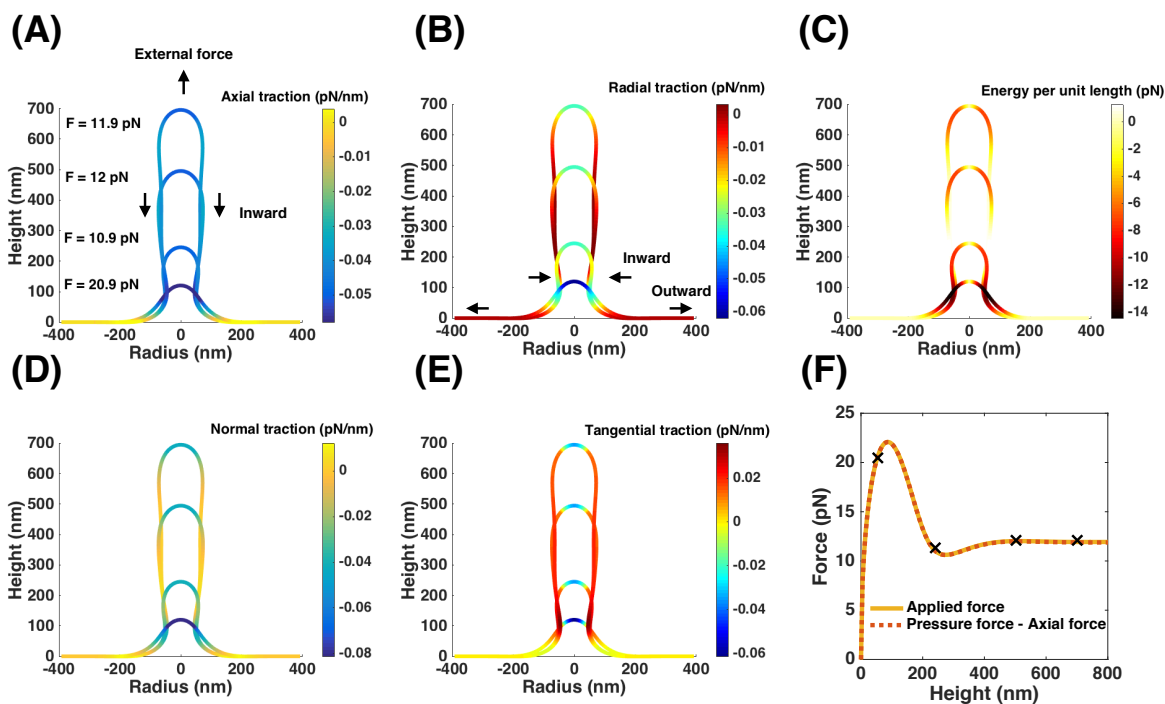 (A)
External force
Axial traction (pN/nm)
700
600
500
400
300
200
100
0
Height (nm)
F = 11.9 pN
F = 12 pN
F = 10.9 pN
F = 20.9 pN
Inward
0
-0.01
-0.02
-0.03
-0.04
-0.05
-400 -200 0 200 400
Radius (nm)
(B)
Radial traction (pN/nm)
700
600
500
400
300
200
100
0
Height (nm)
Inward
Outward
0
-0.01
-0.02
-0.03
-0.04
-0.05
-0.06
-400 -200 0 200 400
Radius (nm)
(C)
Energy per unit length (pN)
700
600
500
400
300
200
100
0
Height (nm)
0
-2
-4
-6
-8
-10
-12
-14
-400 -200 0 200 400
Radius (nm)
(D)
Normal traction (pN/nm)
700
600
500
400
300
200
100
0
Height (nm)
0
-0.02
-0.04
-0.06
-0.08
-400 -200 0 200 400
Radius (nm)
(E)
Tangential traction (pN/nm)
700
600
500
400
300
200
100
0
Height (nm)
0.02
0
-0.02
-0.04
-0.06
-400 -200 0 200 400
Radius (nm)
(F)
25
20
15
10
5
0
Force (pN)
Applied force
Pressure force - Axial force
0 200 400 600 800
Height (nm)